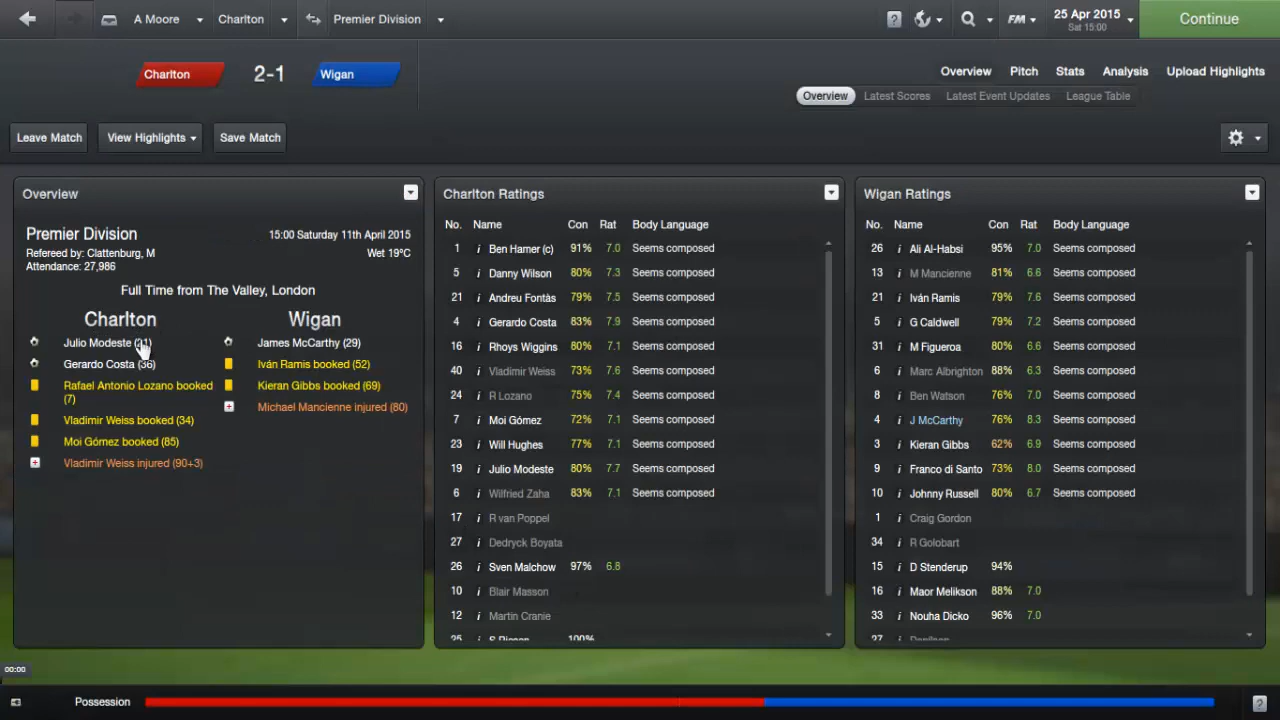 A Moore Charlton Premier Division FM 25 Apr 2015 Continue
Sat 15:00
Charlton 2-1 Wigan
Overview Pitch Stats Analysis Upload Highlights
Overview Latest Scores Latest Event Updates League Table
Leave Match View Highlights Save Match
Overview
Premier Division 15:00 Saturday 11th April 2015
Refereed by: Clattenburg, M Wet 19°C
Attendance: 27,986
Full Time from The Valley, London
Charlton Wigan
Julio Modeste James McCarthy (29)
Gerardo Costa (36) Iván Ramis booked (52)
Rafael Antonio Lozano booked Kieran Gibbs booked (69)
(7) Michael Mancienne injured (80)
Vladimir Weiss booked (34)
Moi Gómez booked (85)
Vladimir Weiss injured (90+3)
Charlton Ratings
No. Name Con Rat Body Language
1 i Ben Hamer (c) 91% 7.0 Seems composed
5 i Danny Wilson 80% 7.3 Seems composed
21 i Andreu Fontàs 79% 7.5 Seems composed
4 i Gerardo Costa 83% 7.9 Seems composed
16 i Rhoys Wiggins 80% 7.1 Seems composed
40 i Vladimir Weiss 73% 7.6 Seems composed
24 i R Lozano 75% 7.4 Seems composed
7 i Moi Gómez 72% 7.1 Seems composed
23 i Will Hughes 77% 7.1 Seems composed
19 i Julio Modeste 80% 7.7 Seems composed
6 i Wilfried Zaha 83% 7.1 Seems composed
17 i R van Poppel
27 i Dedryck Boyata
26 i Sven Malchow 97% 6.8
10 i Blair Masson
12 i Martin Cranie
25 i 100%
Wigan Ratings
No. Name Con Rat Body Language
26 i Ali Al-Habsi 95% 7.0 Seems composed
13 i M Mancienne 81% 6.6 Seems composed
21 i Iván Ramis 79% 7.6 Seems composed
5 i G Caldwell 79% 7.2 Seems composed
31 i M Figueroa 80% 6.6 Seems composed
6 i Marc Albrighton 88% 6.3 Seems composed
8 i Ben Watson 76% 7.0 Seems composed
4 i J McCarthy 76% 8.3 Seems composed
3 i Kieran Gibbs 62% 6.9 Seems composed
9 i Franco di Santo 73% 8.0 Seems composed
10 i Johnny Russell 80% 6.7 Seems composed
1 i Craig Gordon
34 i R Golobart
15 i D Stenderup 94%
16 i Maor Melikson 88% 7.0
33 i Nouha Dicko 96% 7.0
27 i
00:00
Possession